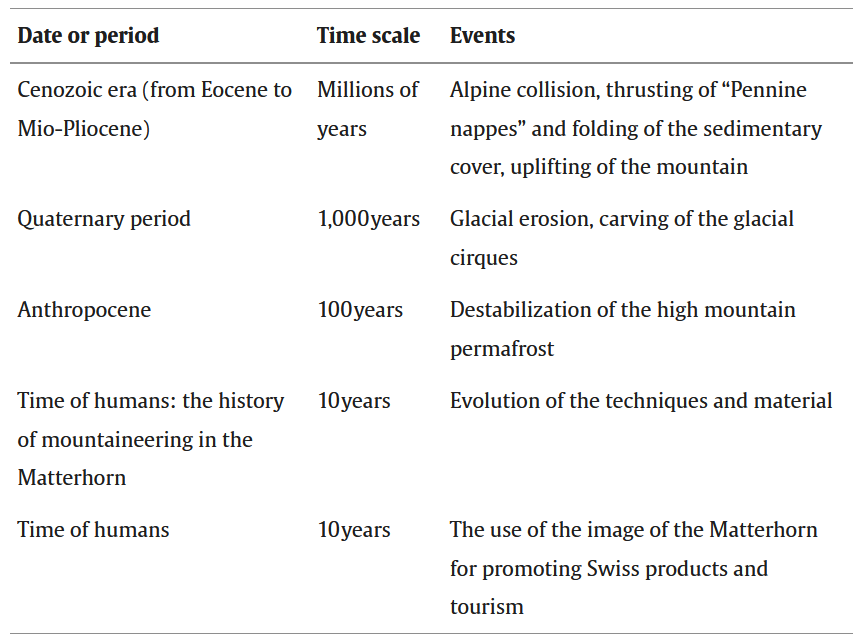 Date or period Time scale Events
Cenozoic era (from Eocene to Millions of Alpine collision, thrusting of “Pennine
Mio-Pliocene) years nappes” and folding of the sedimentary
cover, uplifting of the mountain
Quaternary period 1,000years Glacial erosion, carving of the glacial
cirques
Anthropocene 100years Destabilization of the high mountain
permafrost
Time of humans: the history 10years Evolution of the techniques and material
of mountaineering in the
Matterhorn
Time of humans 10years The use of the image of the Matterhorn
for promoting Swiss products and
tourism